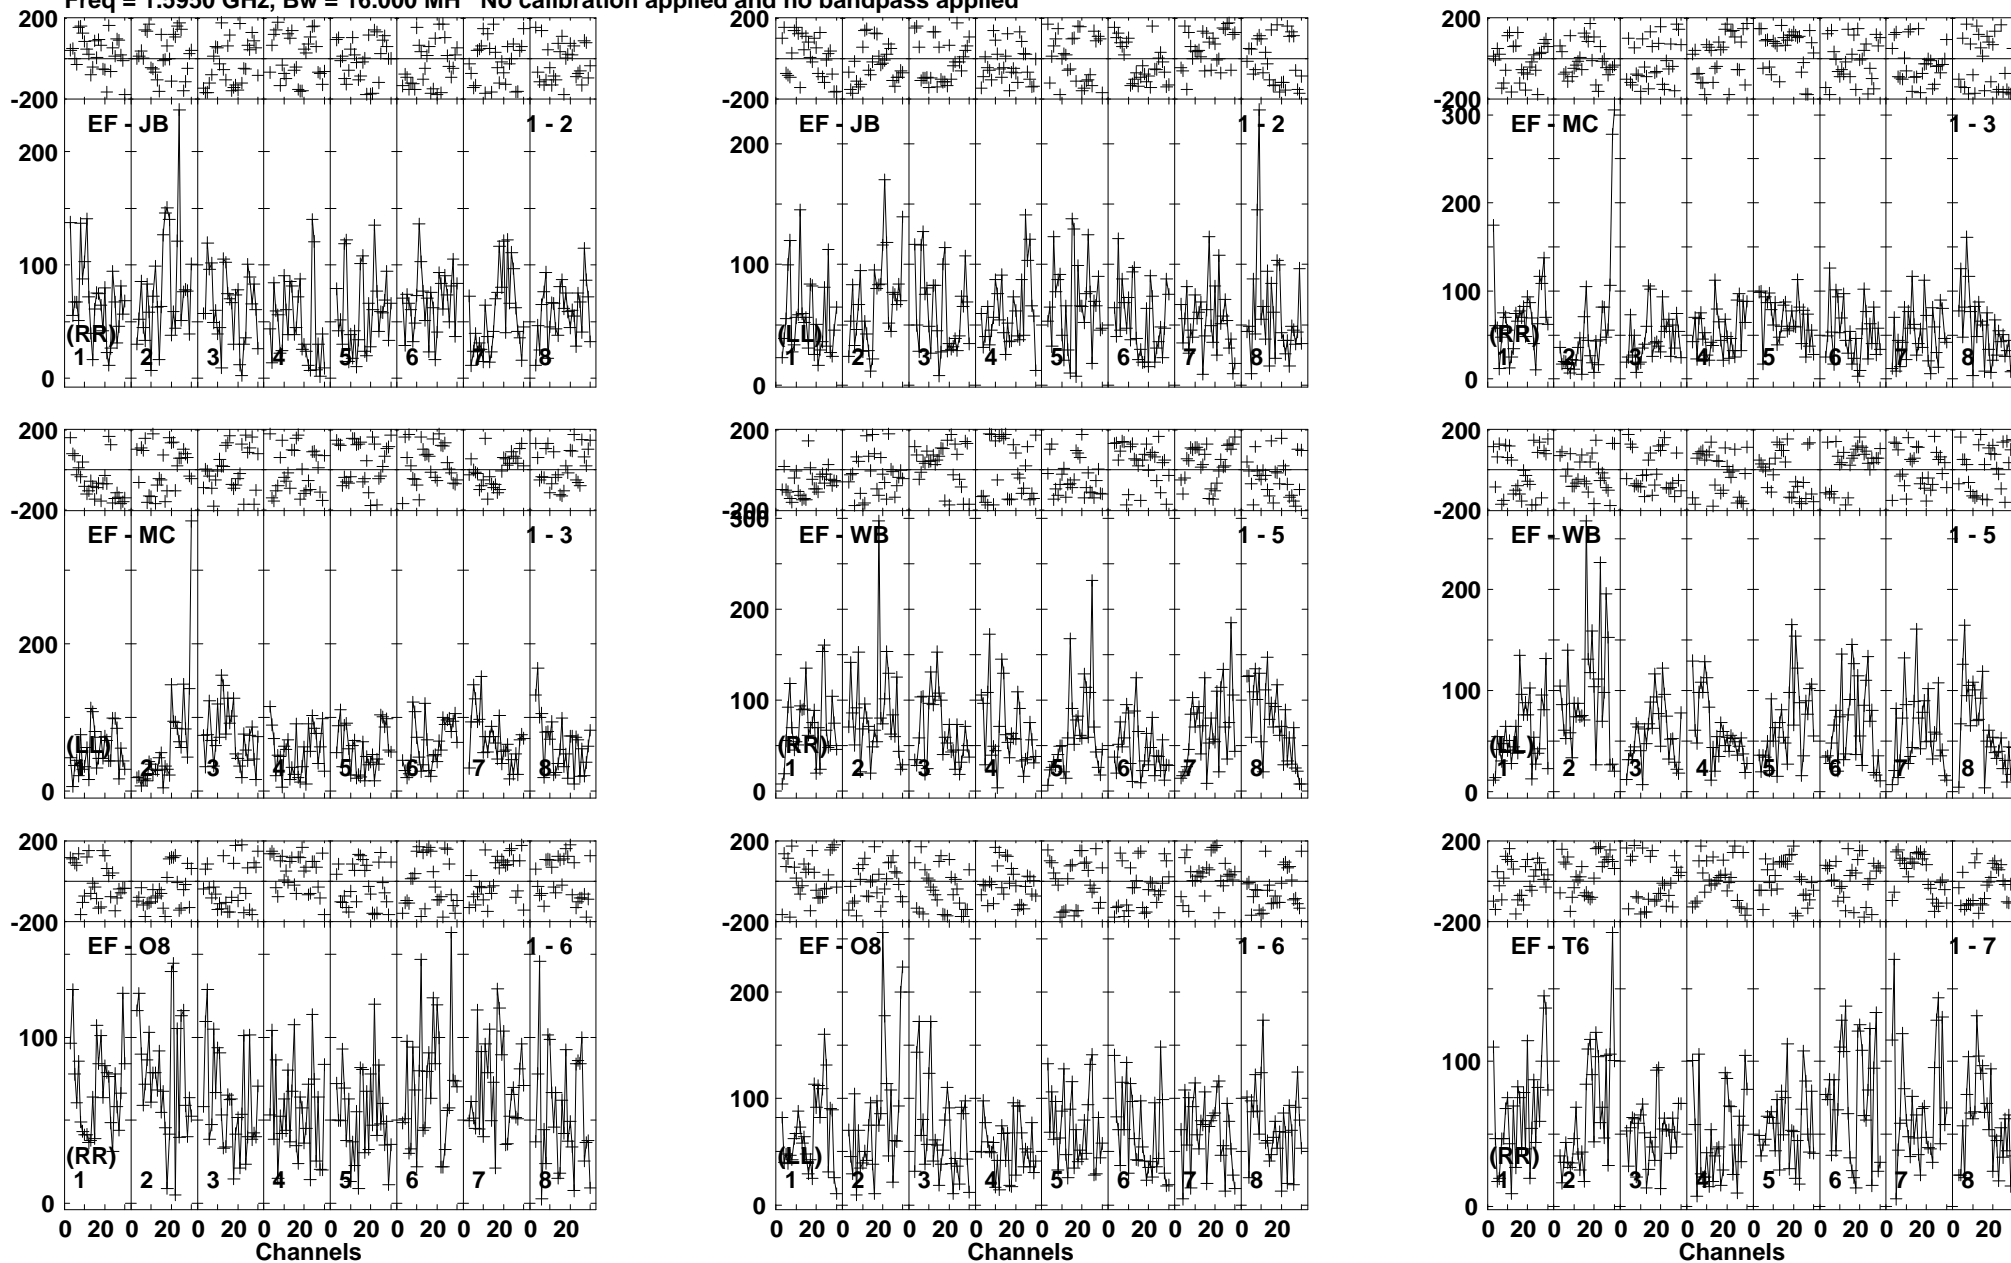 Freq = 1.5950 GHz, Bw = 16.000 MH No calibration applied and no bandpass applied
200 200 200
-200 -200 -200
EF - JB 1 - 2 EF - JB 1 - 2 EF - MC 1 - 3
300
200 200 200
100 100 100
(RR) (LL) (RR)
1 2 3 4 5 6 7 8 1 2 3 4 5 6 7 8 1 2 3 4 5 6 7 8
0 0 0
200 200 200
-200 -200 -200
EF - MC 1 - 3 EF - WB 1 - 5 EF - WB 1 - 5
300
200 200 200
100 100
(LL) (RR) (LL)
1 2 3 4 5 6 7 8 1 2 3 4 5 6 7 8 1 2 3 4 5 6 7 8
0 0 0
200 200 200
-200 -200 -200
EF - O8 1 - 6 EF - O8 1 - 6 EF - T6 1 - 7
200
100 100 100
(RR) (LL) (RR)
1 2 3 4 5 6 7 8 1 2 3 4 5 6 7 8 1 2 3 4 5 6 7 8
0 0 0
0 20 0 20 0 20 0 20 0 20 0 20 0 20 0 20 0 20 0 20 0 20 0 20 0 20 0 20 0 20 0 20 0 20 0 20 0 20 0 20 0 20 0 20 0 20 0 20
Channels Channels Channels